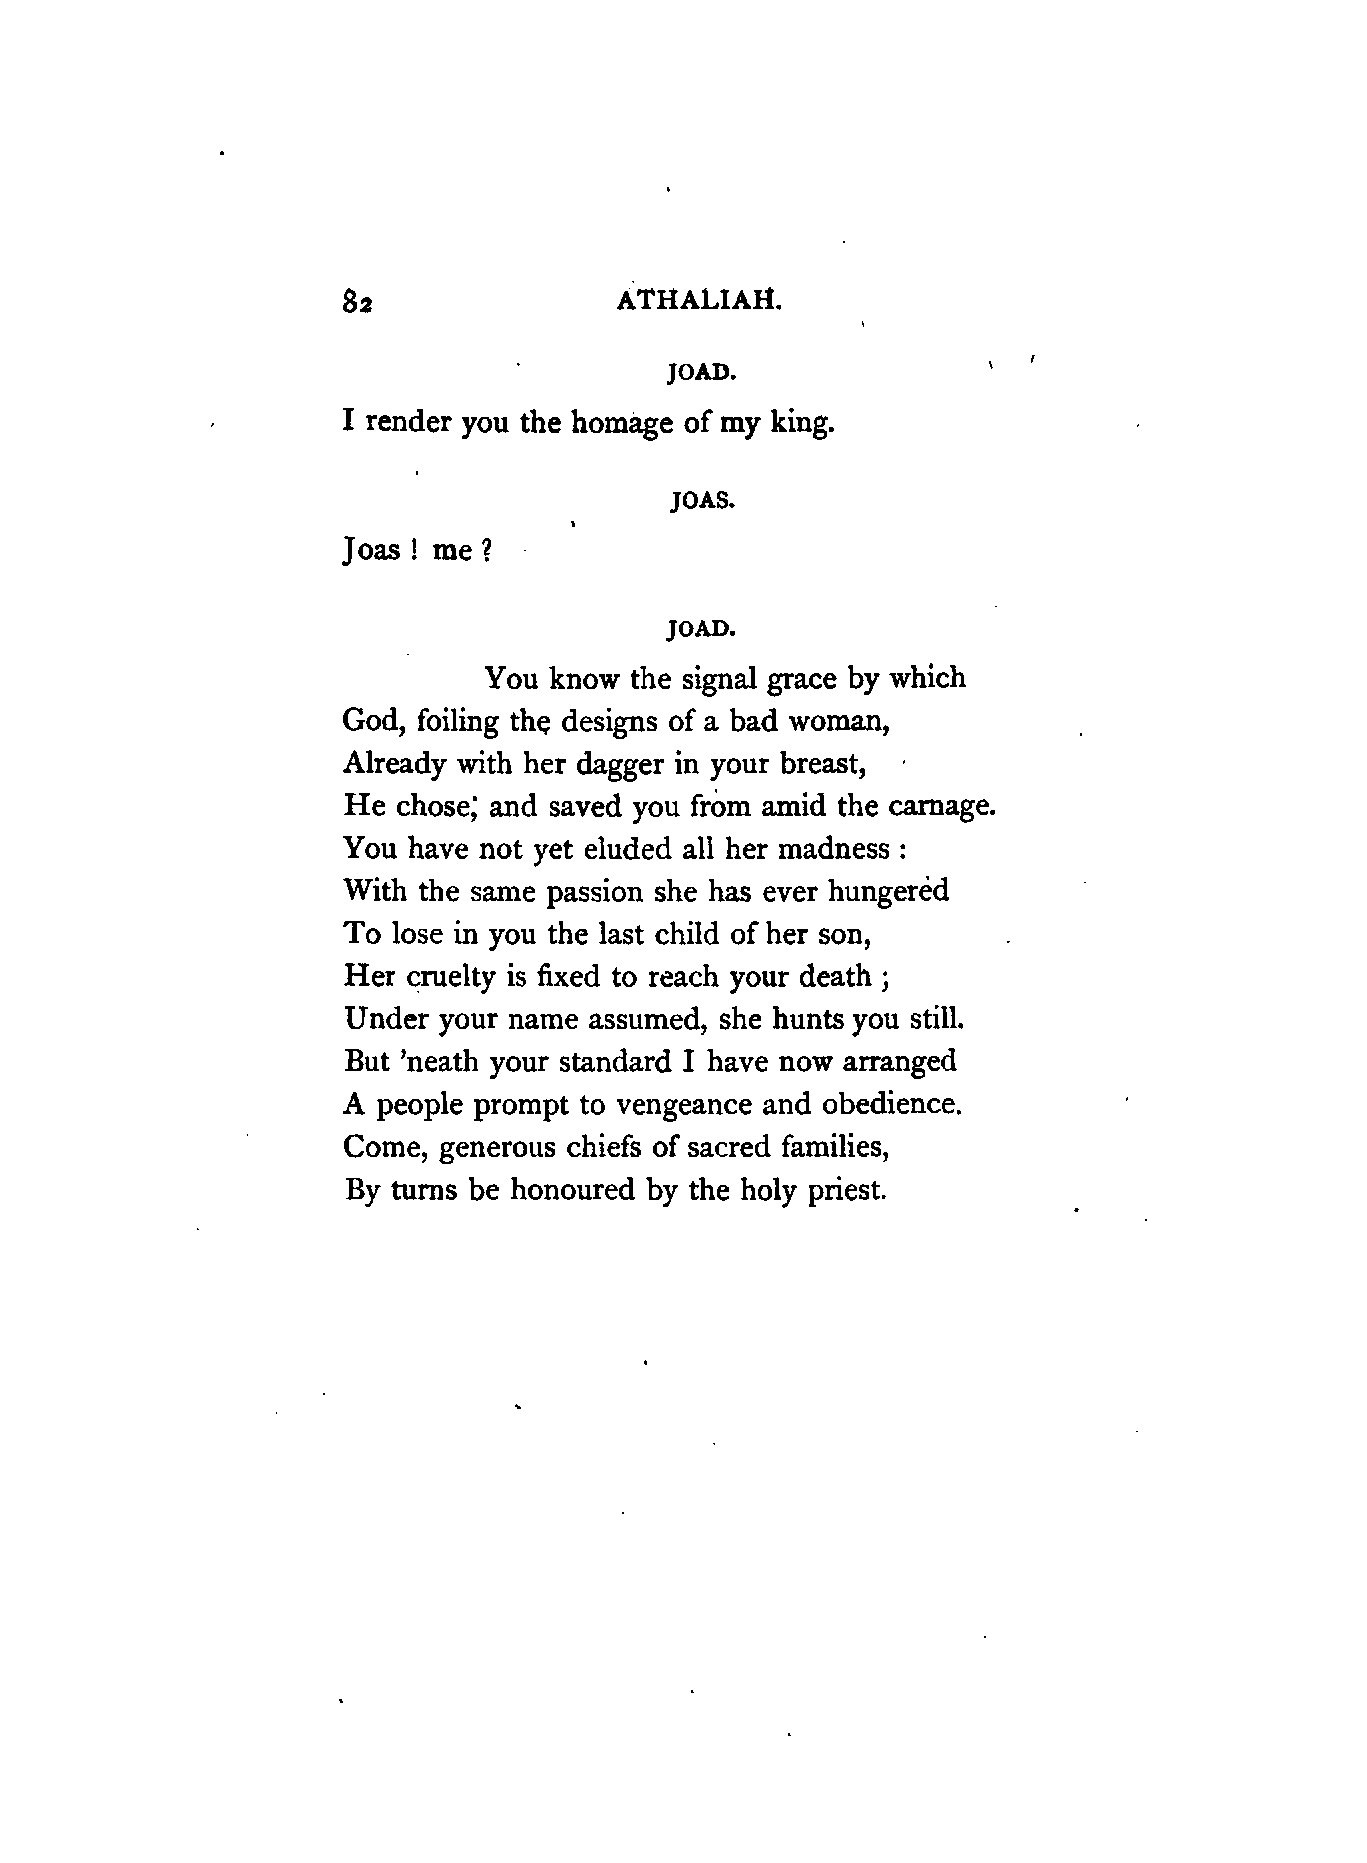 82 ATHALIAH.
JOAD.
I render you the homage of my king.
JOAS.
Joas ! me ?
JOAD.
You know the signal grace by which
God, foiling the designs of a bad woman,
Already with her dagger in your breast,
He chose; and saved you from amid the carnage.
You have not yet eluded all her madness :
With the same passion she has ever hungered
To lose in you the last child of her son,
Her cruelty is fixed to reach your death ;
Under your name assumed, she hunts you still.
But ’neath your standard I have now arranged
A people prompt to vengeance and obedience.
Come, generous chiefs of sacred families,
By turns be honoured by the holy priest.